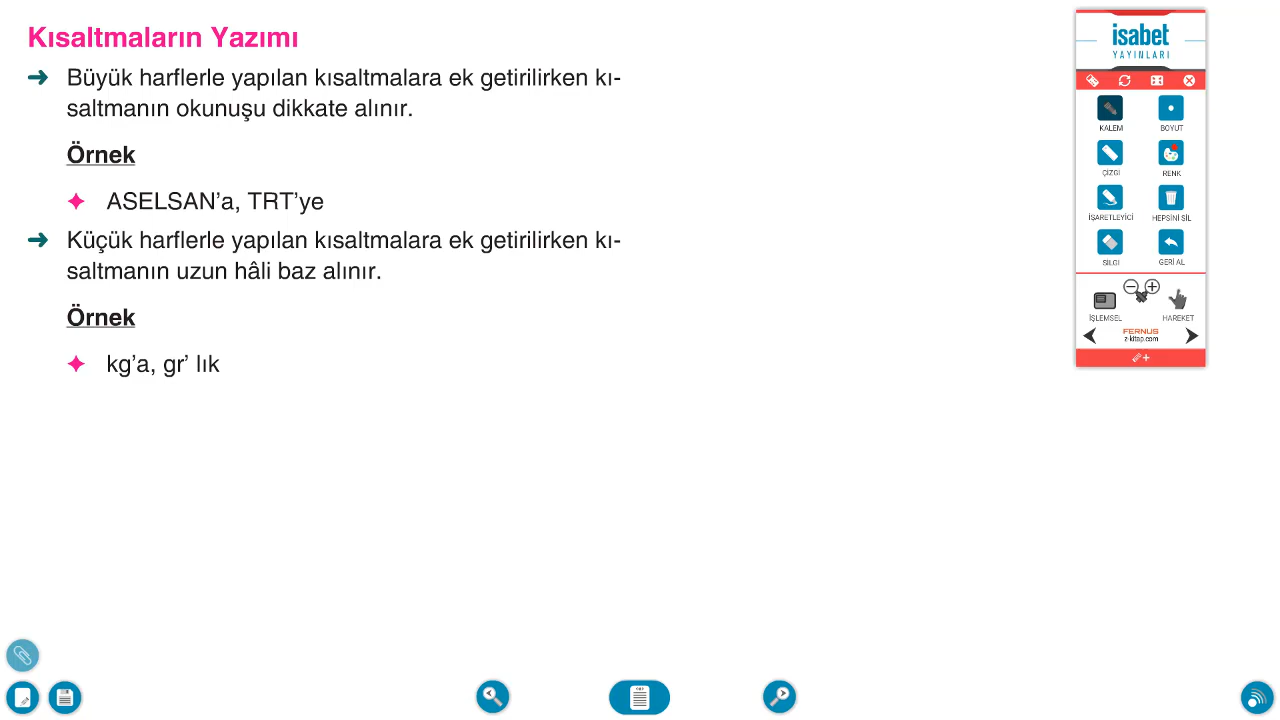 Kısaltmaların Yazımı
Büyük harflerle yapılan kısaltmalara ek getirilirken kı-
saltmanın okunuşu dikkate alınır.
Örnek
ASELSAN’a, TRT’ye
Küçük harflerle yapılan kısaltmalara ek getirilirken kı-
saltmanın uzun hâli baz alınır.
Örnek
kg’a, gr’ lık
isabet
YAYINLARI
KALEM BOYUT
ÇİZGİ RENK
İŞARETLEYİCİ HEPSİNİ SİL
SİLGİ GERİ AL
İŞLEMSEL HAREKET
FERNUS
z-kitap.com